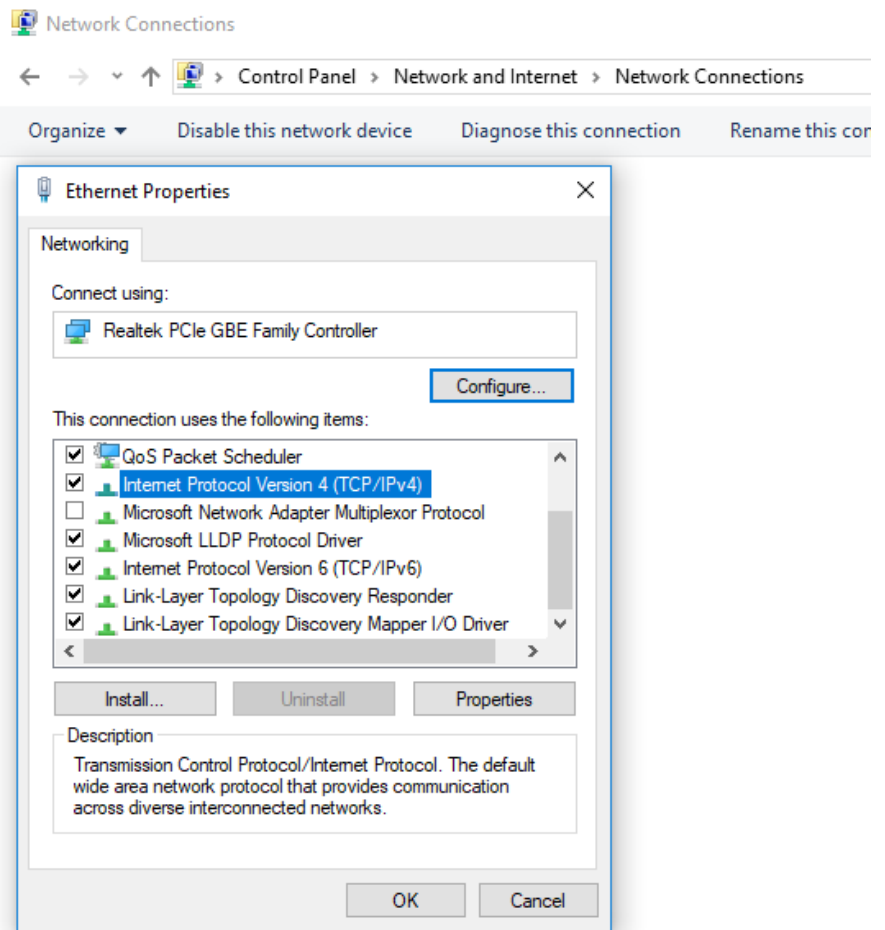 Network Connections
Control Panel > Network and Internet > Network Connections
Organize Disable this network device Diagnose this connection Rename this con
Ethernet Properties
Networking
Connect using:
Realtek PCIe GBE Family Controller
Configure...
This connection uses the following items:
QoS Packet Scheduler
Internet Protocol Version 4 (TCP/IPv4)
Microsoft Network Adapter Multiplexor Protocol
Microsoft LLDP Protocol Driver
Internet Protocol Version 6 (TCP/IPv6)
Link-Layer Topology Discovery Responder
Link-Layer Topology Discovery Mapper I/O Driver
Install... Uninstall Properties
Description
Transmission Control Protocol/Internet Protocol. The default
wide area network protocol that provides communication
across diverse interconnected networks.
OK Cancel